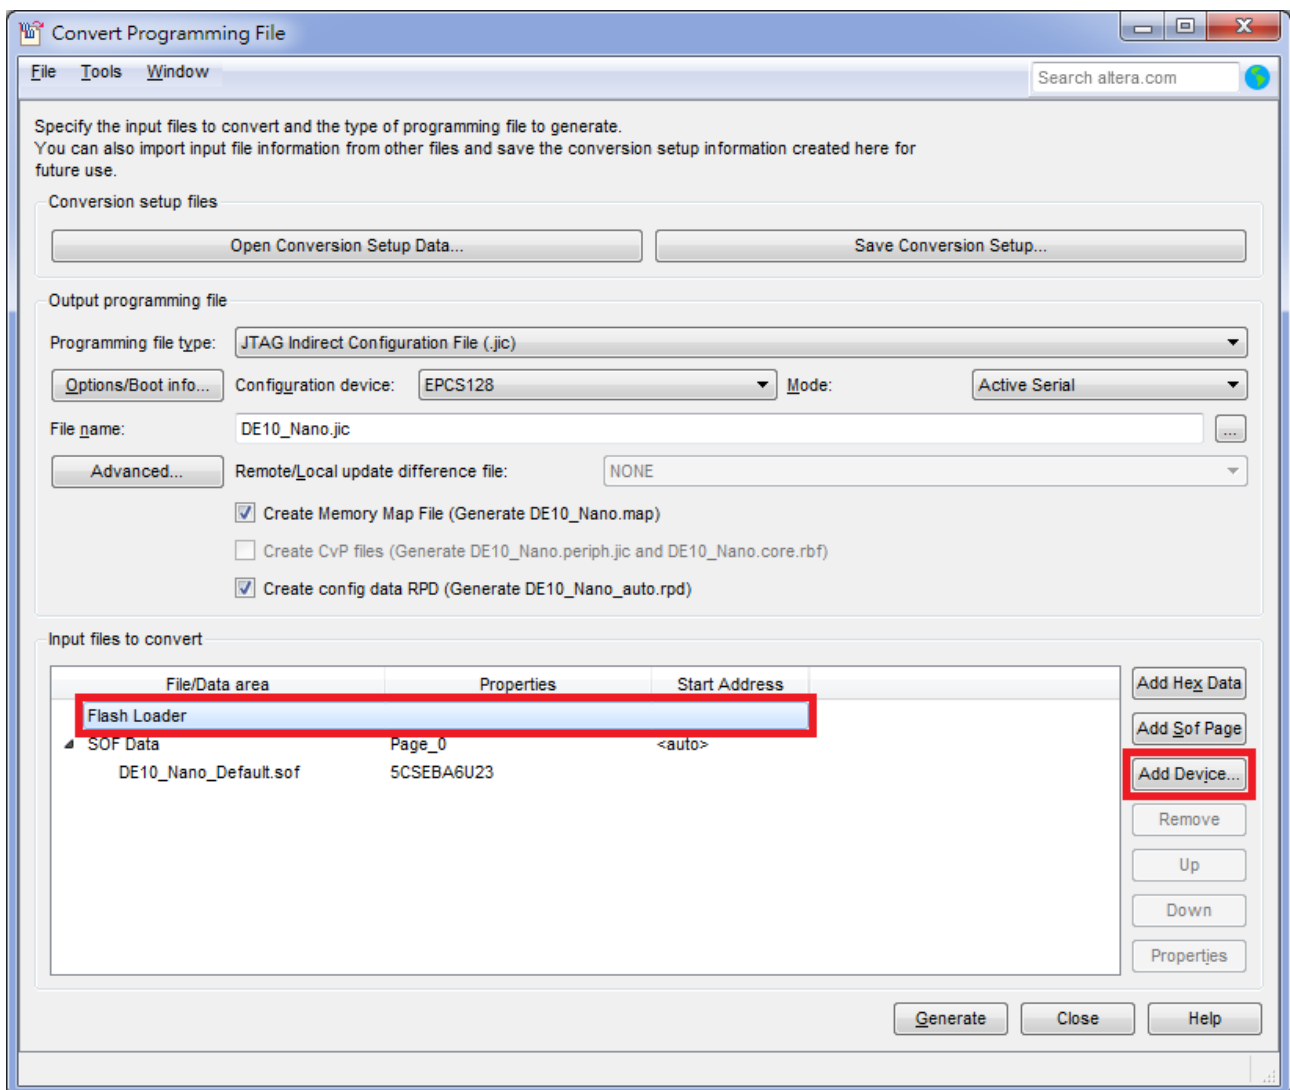 Convert Programming File
File Tools Window Search altera.com
Specify the input files to convert and the type of programming file to generate.
You can also import input file information from other files and save the conversion setup information created here for
future use.
Conversion setup files
Open Conversion Setup Data... Save Conversion Setup...
Output programming file
Programming file type: JTAG Indirect Configuration File (.jic)
Options/Boot info... Configuration device: EPCS128 Mode: Active Serial
File name: DE10_Nano.jic ...
Advanced... Remote/Local update difference file: NONE
Create Memory Map File (Generate DE10_Nano.map)
Create CvP files (Generate DE10_Nano.periph.jic and DE10_Nano.core.rbf)
Create config data RPD (Generate DE10_Nano_auto.rpd)
Input files to convert
File/Data area Properties Start Address Add Hex Data
Flash Loader Add Sof Page
SOF Data Page_0 <auto>
DE10_Nano_Default.sof 5CSEBA6U23 Add Device...
Remove
Up
Down
Properties
Generate Close Help